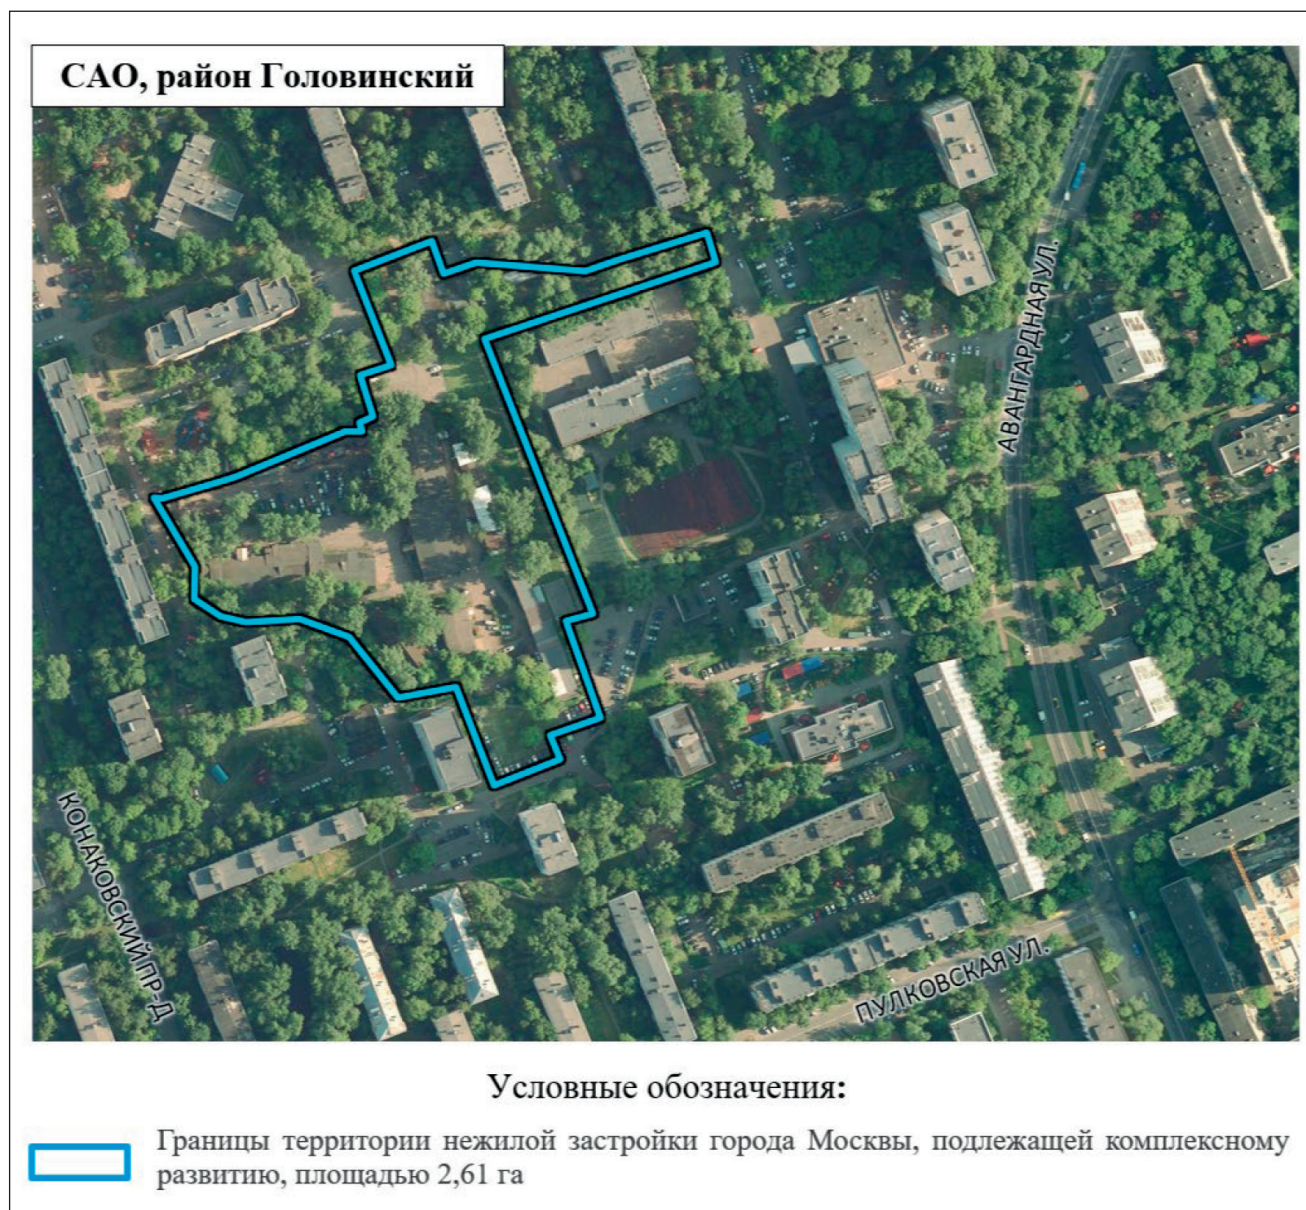 САО, район Головинский
АВАНГАРДНАЯ УЛ.
КОНАКОВСКИЙ ПР-Д
ПУЛКОВСКАЯ УЛ.
Условные обозначения:
Границы территории нежилой застройки города Москвы, подлежащей комплексному
развитию, площадью 2,61 га